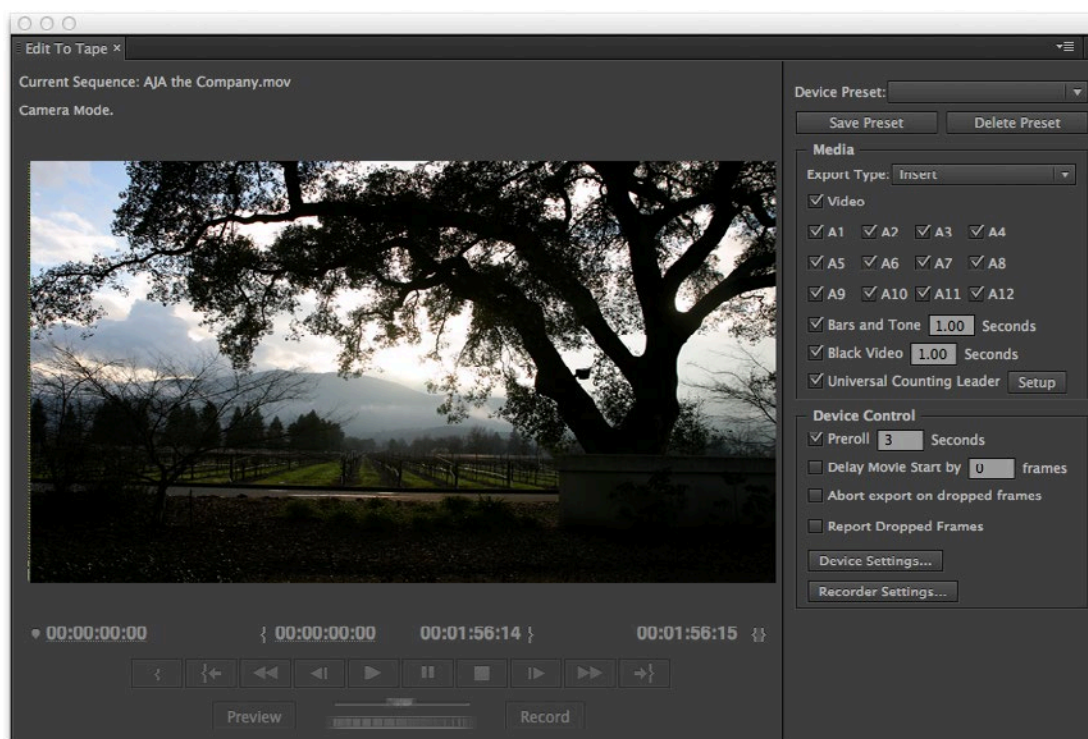 Edit To Tape ×
Current Sequence: AJA the Company.mov
Camera Mode.
00:00:00:00
{ 00:00:00:00
00:01:56:14 }
00:01:56:15 {}
Preview
Record
Device Preset:
Save Preset
Delete Preset
Media
Export Type: Insert
Video
A1 A2 A3 A4
A5 A6 A7 A8
A9 A10 A11 A12
Bars and Tone 1.00 Seconds
Black Video 1.00 Seconds
Universal Counting Leader Setup
Device Control
Preroll 3 Seconds
Delay Movie Start by 0 frames
Abort export on dropped frames
Report Dropped Frames
Device Settings...
Recorder Settings...